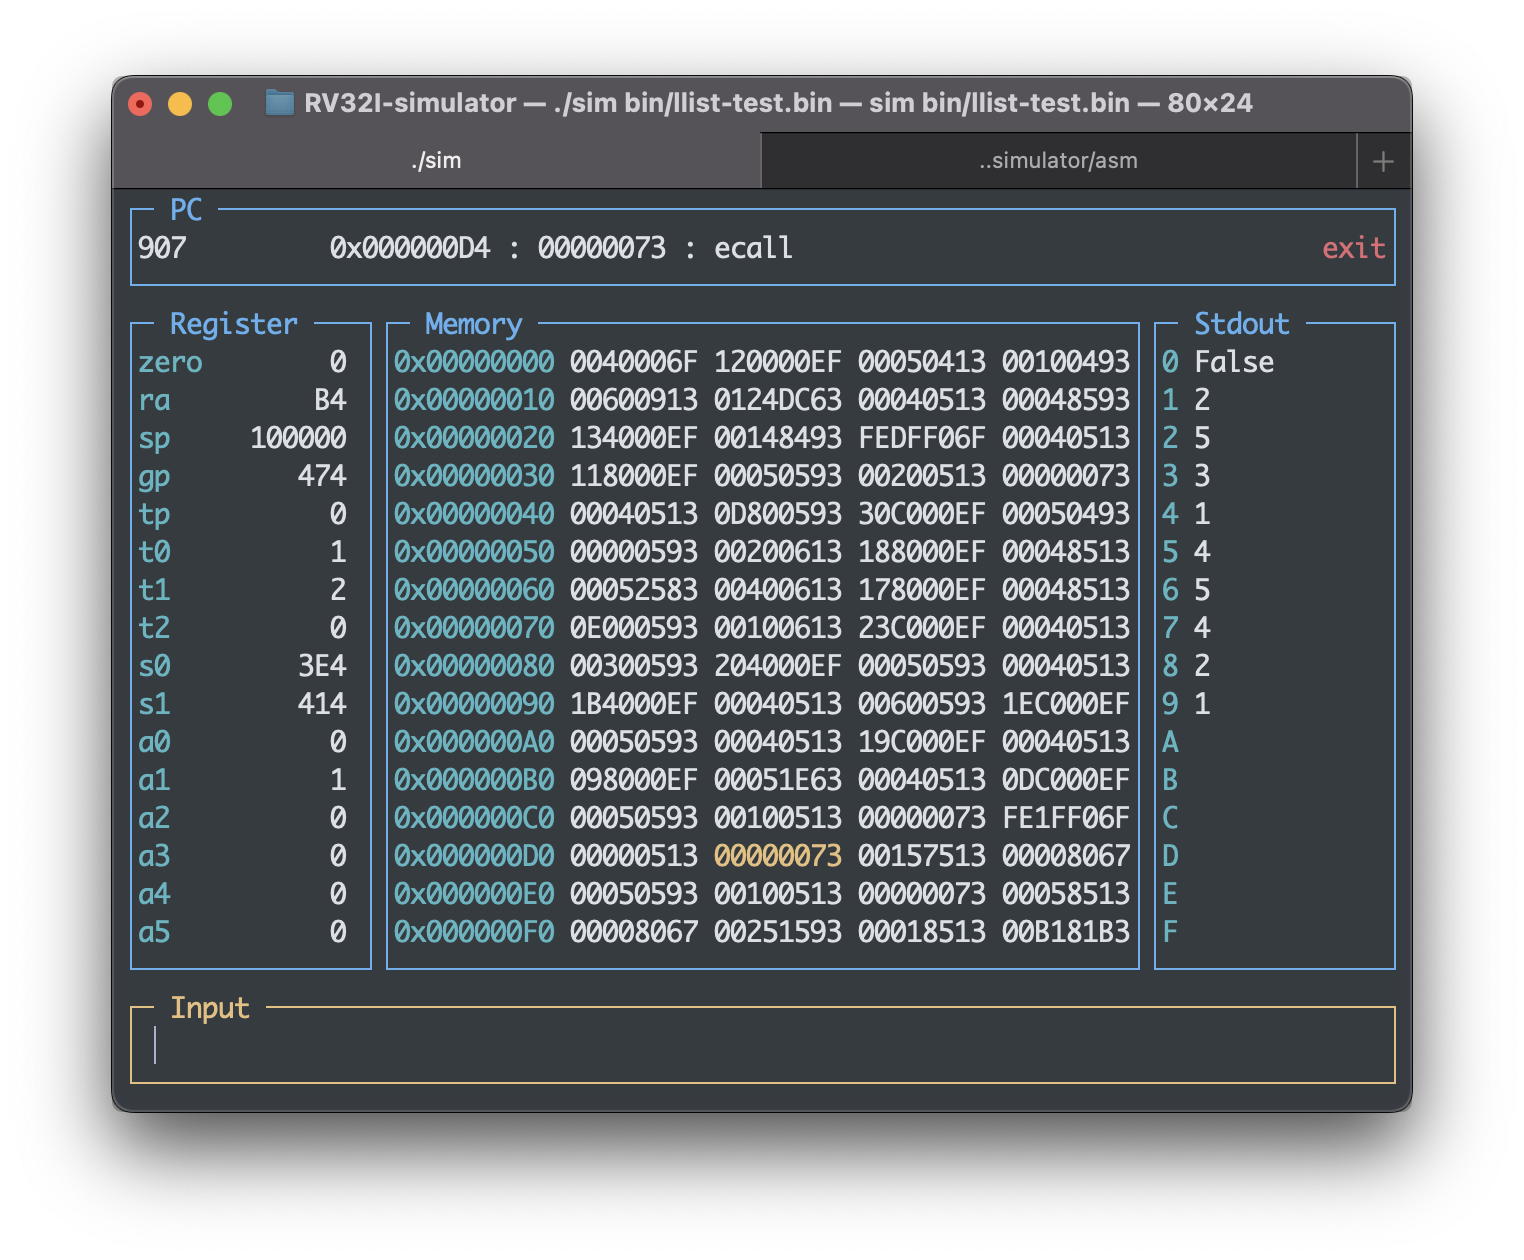 RV32I-simulator — ./sim bin/llist-test.bin — sim bin/llist-test.bin — 80×24
./sim ..simulator/asm +
PC
907 0x000000D4 : 00000073 : ecall exit
Register Memory Stdout
zero 0 0x00000000 0040006F 120000EF 00050413 00100493 0 False
ra B4 0x00000010 00600913 0124DC63 00040513 00048593 1 2
sp 100000 0x00000020 134000EF 00148493 FEDFF06F 00040513 2 5
gp 474 0x00000030 118000EF 00050593 00200513 00000073 3 3
tp 0 0x00000040 00040513 0D800593 30C000EF 00050493 4 1
t0 1 0x00000050 00000593 00200613 188000EF 00048513 5 4
t1 2 0x00000060 00052583 00400613 178000EF 00048513 6 5
t2 0 0x00000070 0E000593 00100613 23C000EF 00040513 7 4
s0 3E4 0x00000080 00300593 204000EF 00050593 00040513 8 2
s1 414 0x00000090 1B4000EF 00040513 00600593 1EC000EF 9 1
a0 0 0x000000A0 00050593 00040513 19C000EF 00040513 A
a1 1 0x000000B0 098000EF 00051E63 00040513 0DC000EF B
a2 0 0x000000C0 00050593 00100513 00000073 FE1FF06F C
a3 0 0x000000D0 00000513 00000073 00157513 00008067 D
a4 0 0x000000E0 00050593 00100513 00000073 00058513 E
a5 0 0x000000F0 00008067 00251593 00018513 00B181B3 F
Input